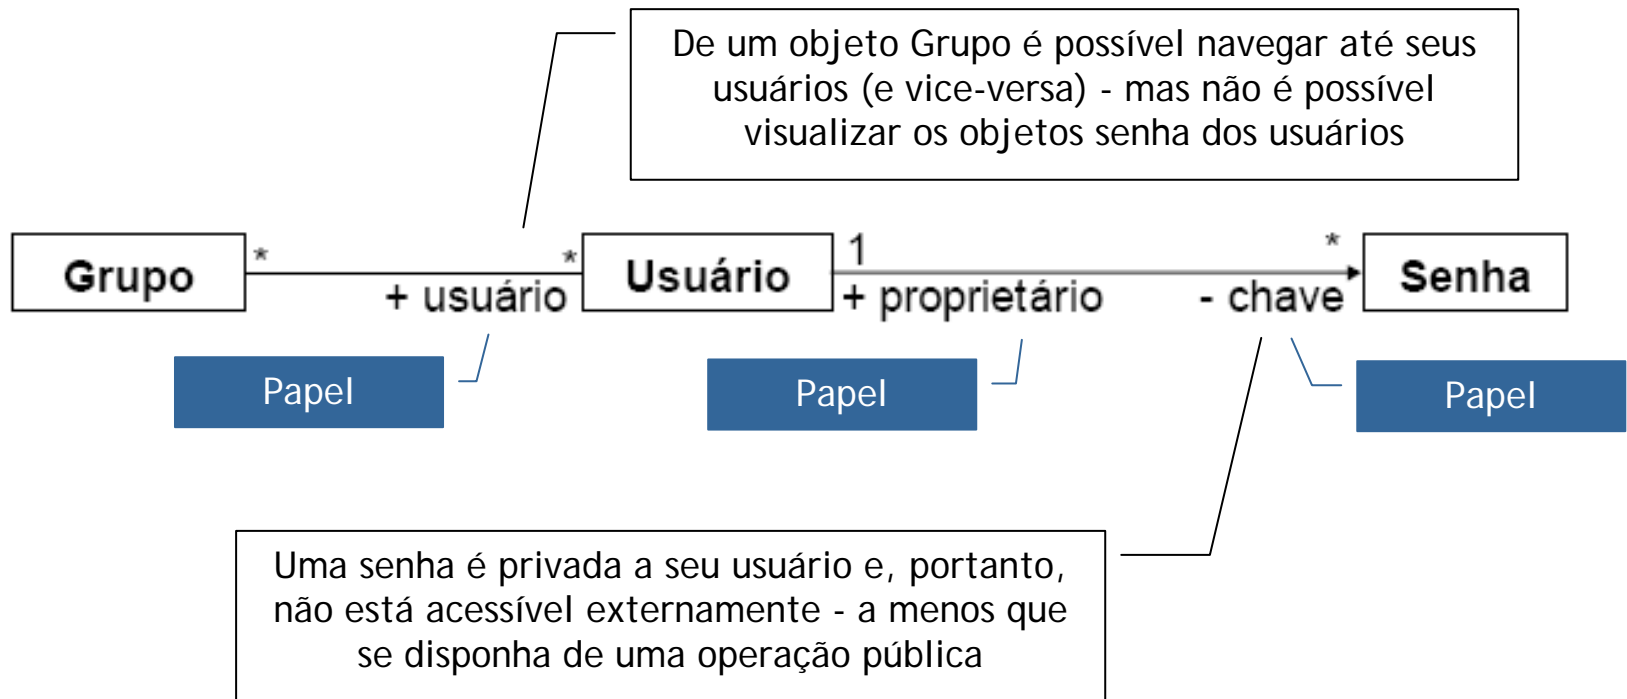 De um objeto Grupo é possível navegar até seus
usuários (e vice-versa) - mas não é possível
visualizar os objetos senha dos usuários
Grupo
*
*
+ usuário
Usuário
1
+ proprietário
*
- chave
Senha
Papel
Papel
Papel
Uma senha é privada a seu usuário e, portanto,
não está acessível externamente - a menos que
se disponha de uma operação pública